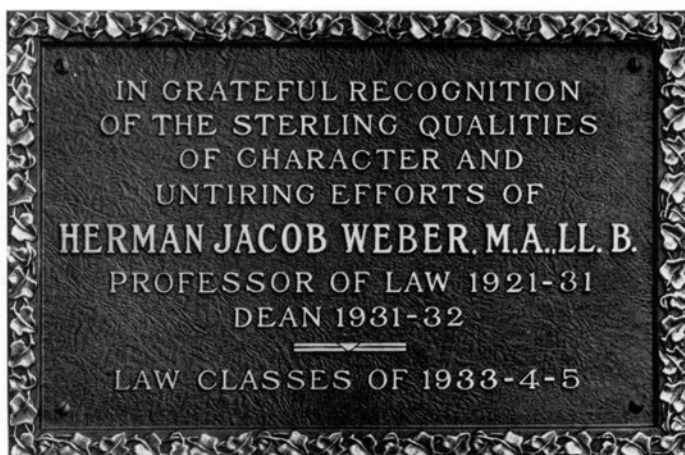 IN GRATEFUL RECOGNITION
OF THE STERLING QUALITIES
OF CHARACTER AND
UNTIRING EFFORTS OF
HERMAN JACOB WEBER, M.A., LL. B.
PROFESSOR OF LAW 1921-31
DEAN 1931-32
LAW CLASSES OF 1933-4-5